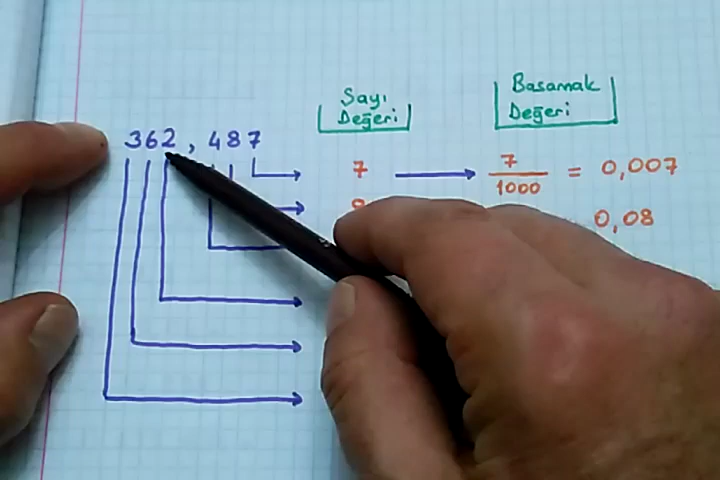 Sayı Değeri
Basamak Değeri
362,487
7 7/1000 = 0,007
0,08